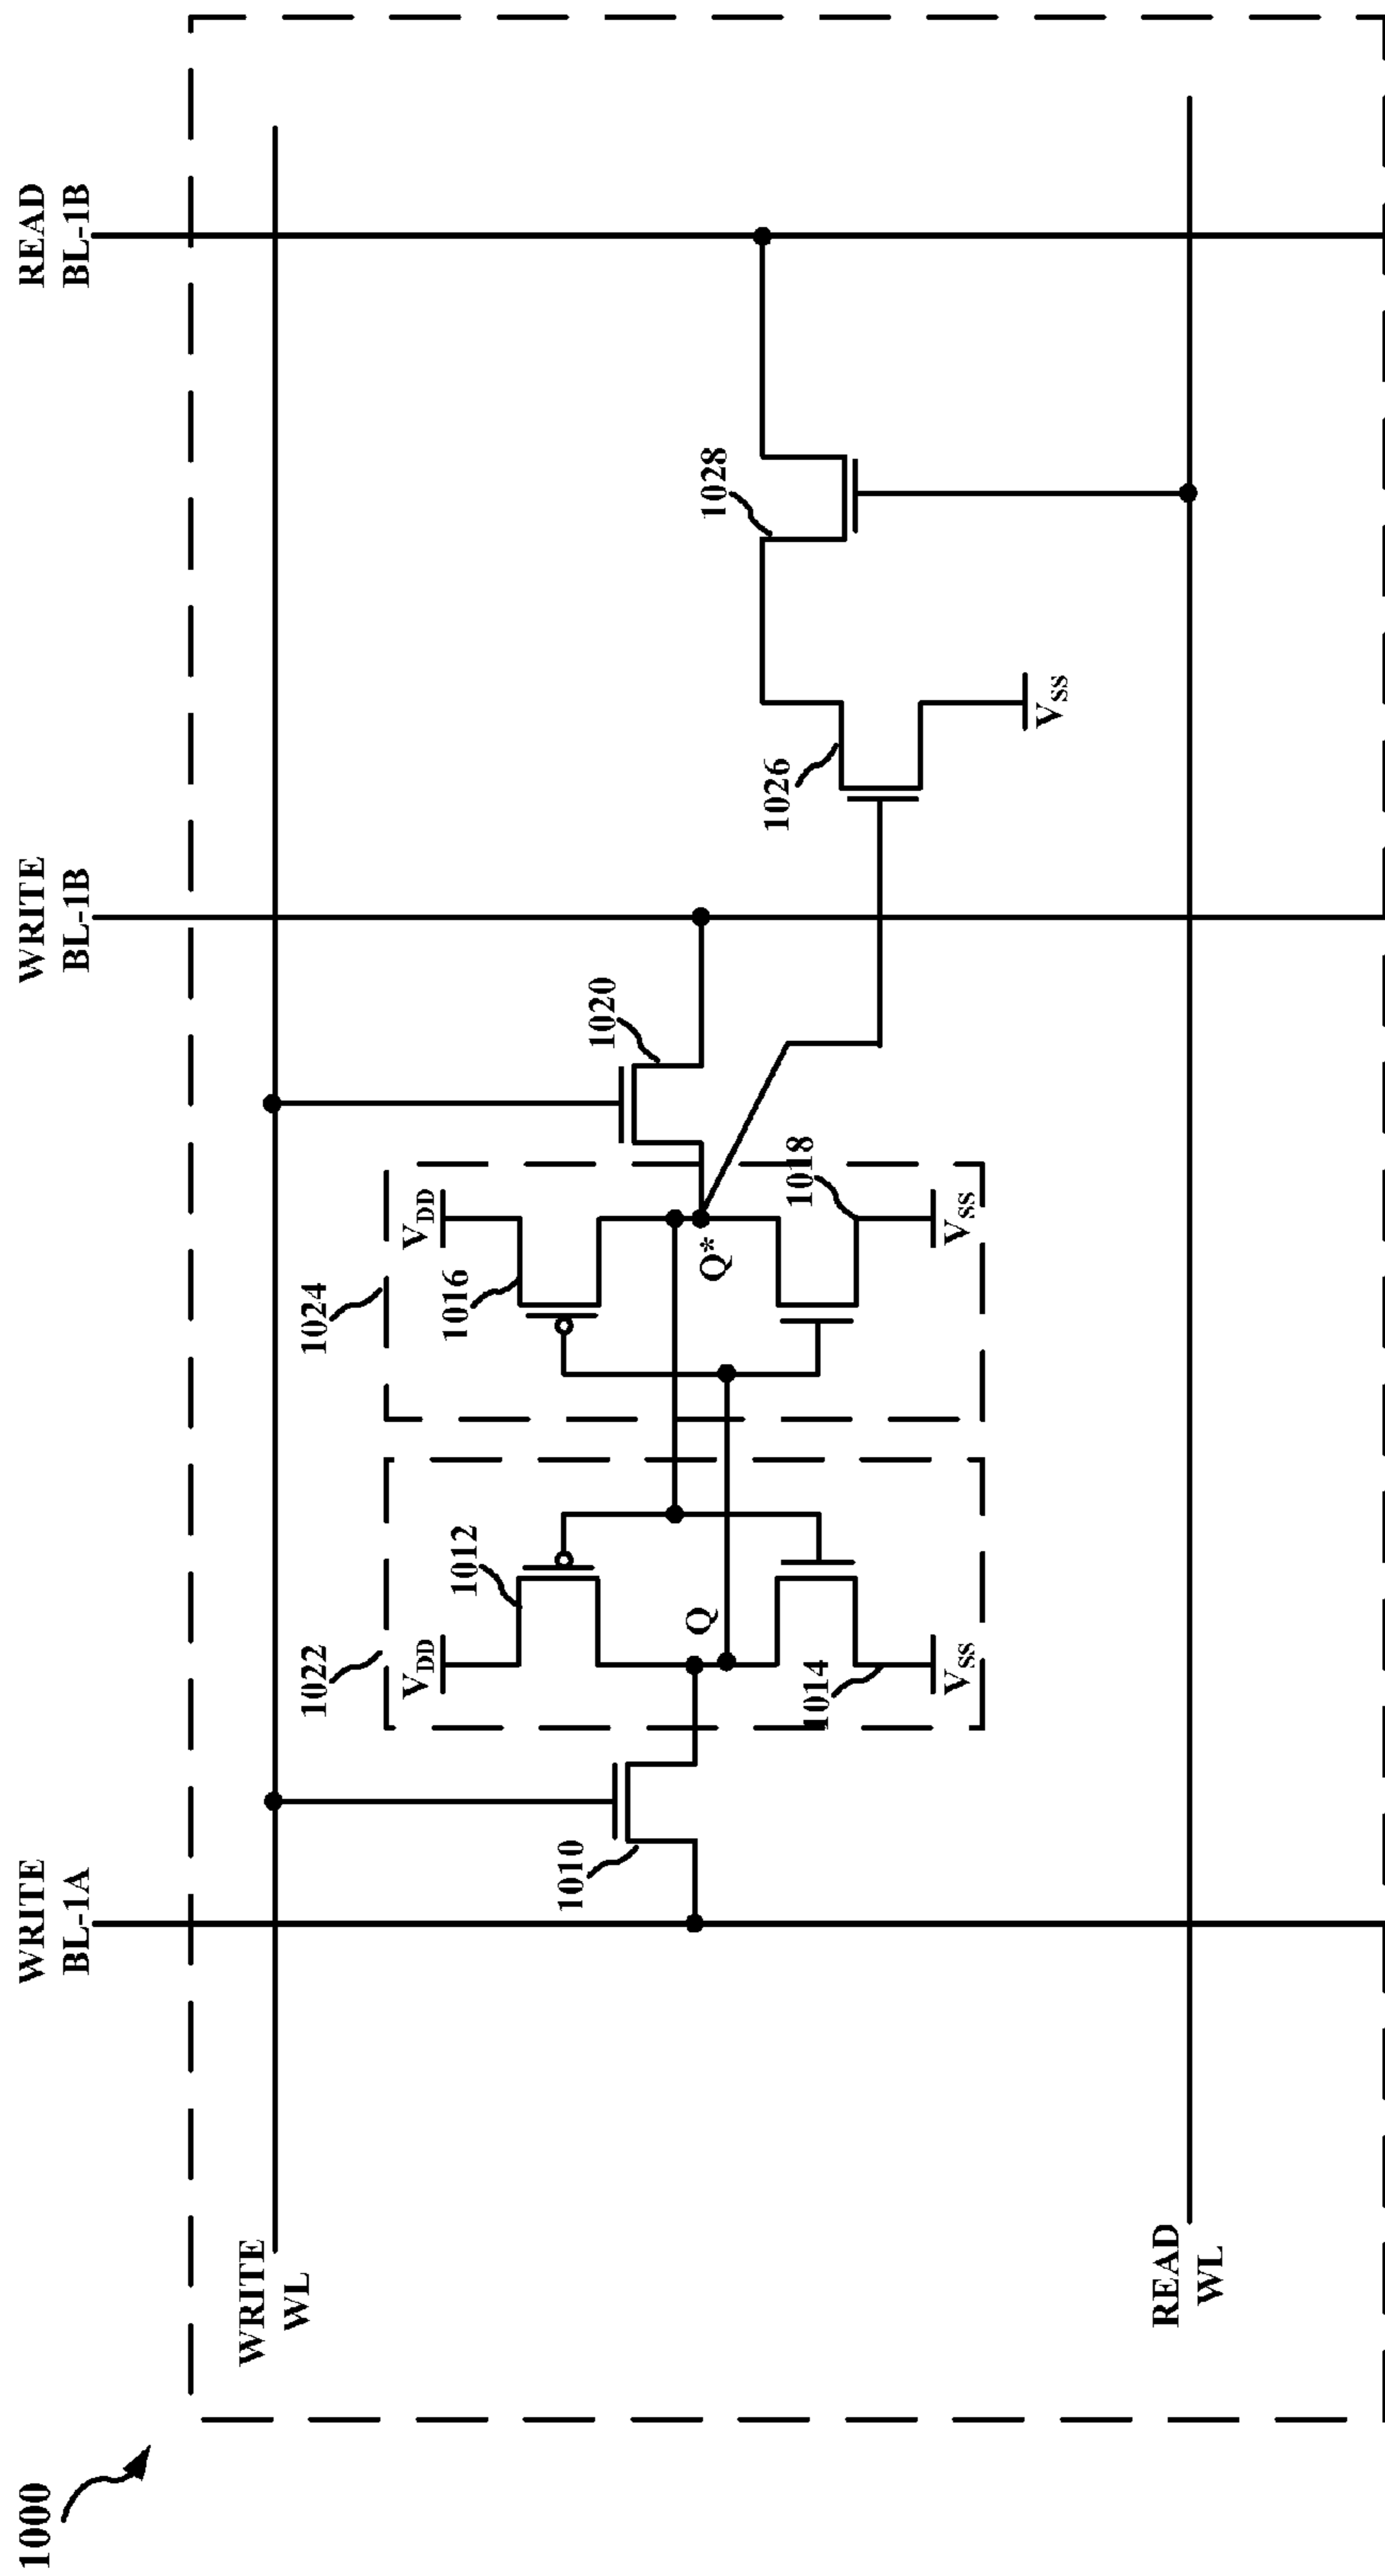 1000
WRITE
BL-1A
WRITE
BL-1B
READ
BL-1B
WRITE
WL
1022
1024
VDD
VDD
1012
1016
1010
1020
Q
Q*
1028
1014
1018
1026
VSS
VSS
VSS
READ
WL